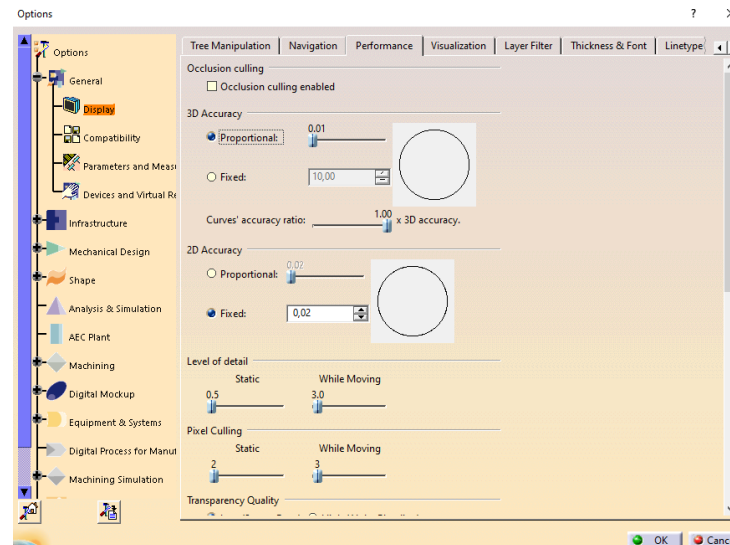 Options
?
Options
General
Display
Compatibility
Parameters and Meas
Devices and Virtual Re
Infrastructure
Mechanical Design
Shape
Analysis & Simulation
AEC Plant
Machining
Digital Mockup
Equipment & Systems
Digital Process for Manuf
Machining Simulation
Tree Manipulation
Navigation
Performance
Visualization
Layer Filter
Thickness & Font
Linetype
Occlusion culling
Occlusion culling enabled
3D Accuracy
Proportional: 0.01
Fixed: 10,00
Curves' accuracy ratio: 1.00 x 3D accuracy.
2D Accuracy
Proportional: 0.02
Fixed: 0,02
Level of detail
Static While Moving
0.5 3.0
Pixel Culling
Static While Moving
2 3
Transparency Quality
OK Canc